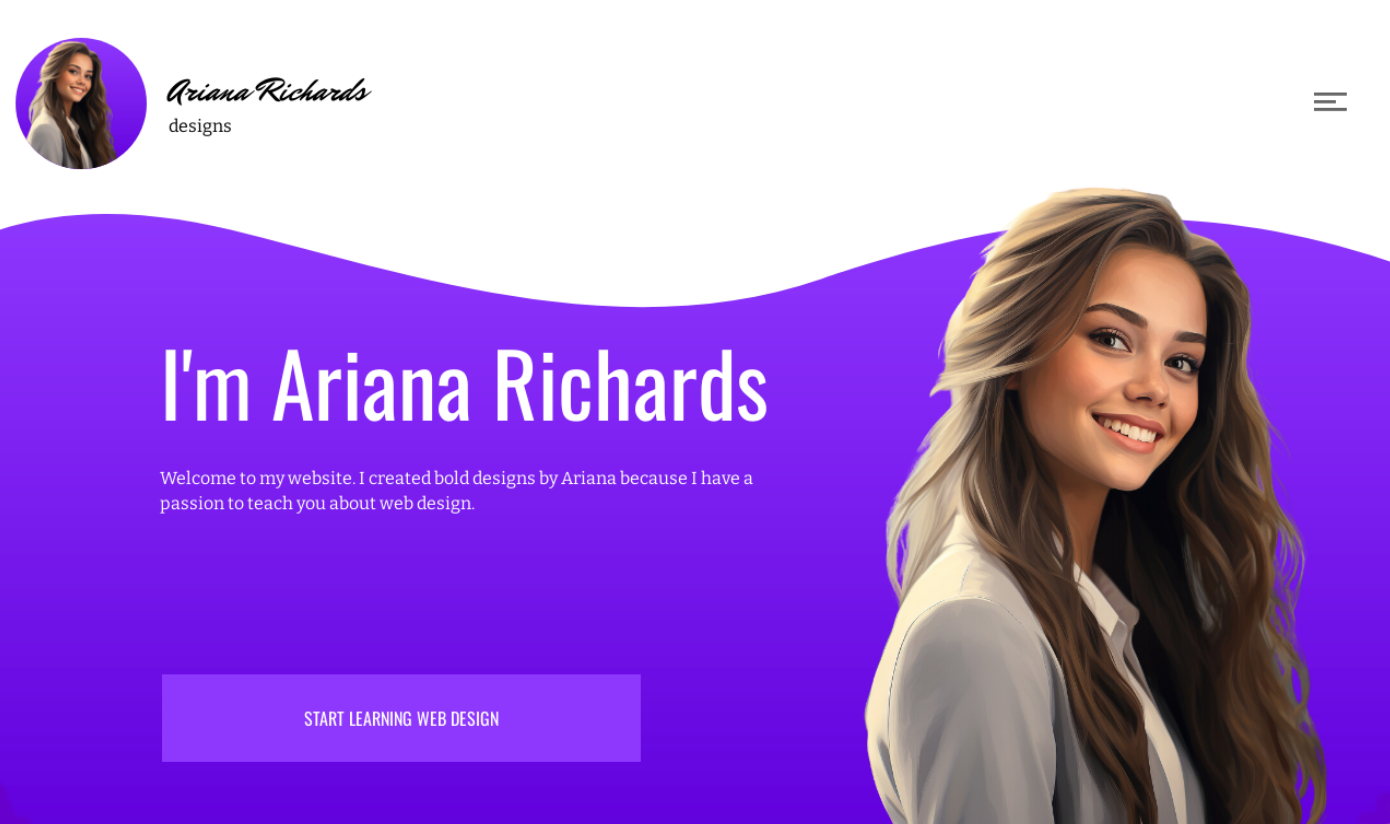 Ariana Richards
designs
I'm Ariana Richards
Welcome to my website. I created bold designs by Ariana because I have a
passion to teach you about web design.
START LEARNING WEB DESIGN